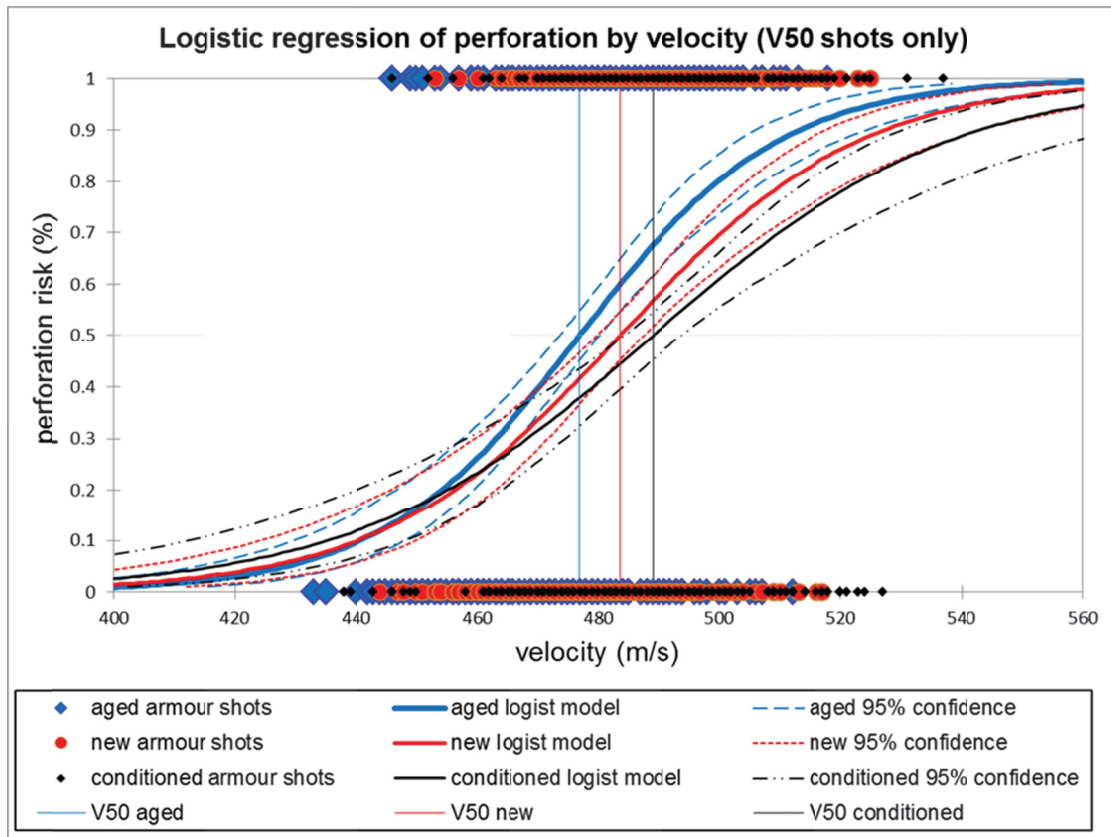 Logistic regression of perforation by velocity (V50 shots only)
1
0.9
0.8
0.7
0.6
0.5
0.4
0.3
0.2
0.1
0
perforation risk (%)
400 420 440 460 480 500 520 540 560
velocity (m/s)
aged armour shots aged logist model aged 95% confidence
new armour shots new logist model new 95% confidence
conditioned armour shots conditioned logist model conditioned 95% confidence
V50 aged V50 new V50 conditioned